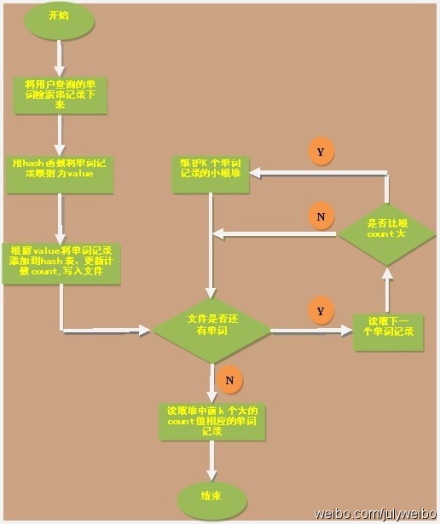 开始
将用户查询的单
词检索串记录下
来
用hash函数将单词记
录映射为value
根据value将单词记录
添加到hash表，更新计
数count,写入文件
维护K个单词
记录的小根堆
Y
N
是否比根
count大
文件是否还
有单词
Y
读取下一
个单词记录
N
读取堆中前k个大的
count值相应的单词
记录
结束
weibo.com/julyweibo